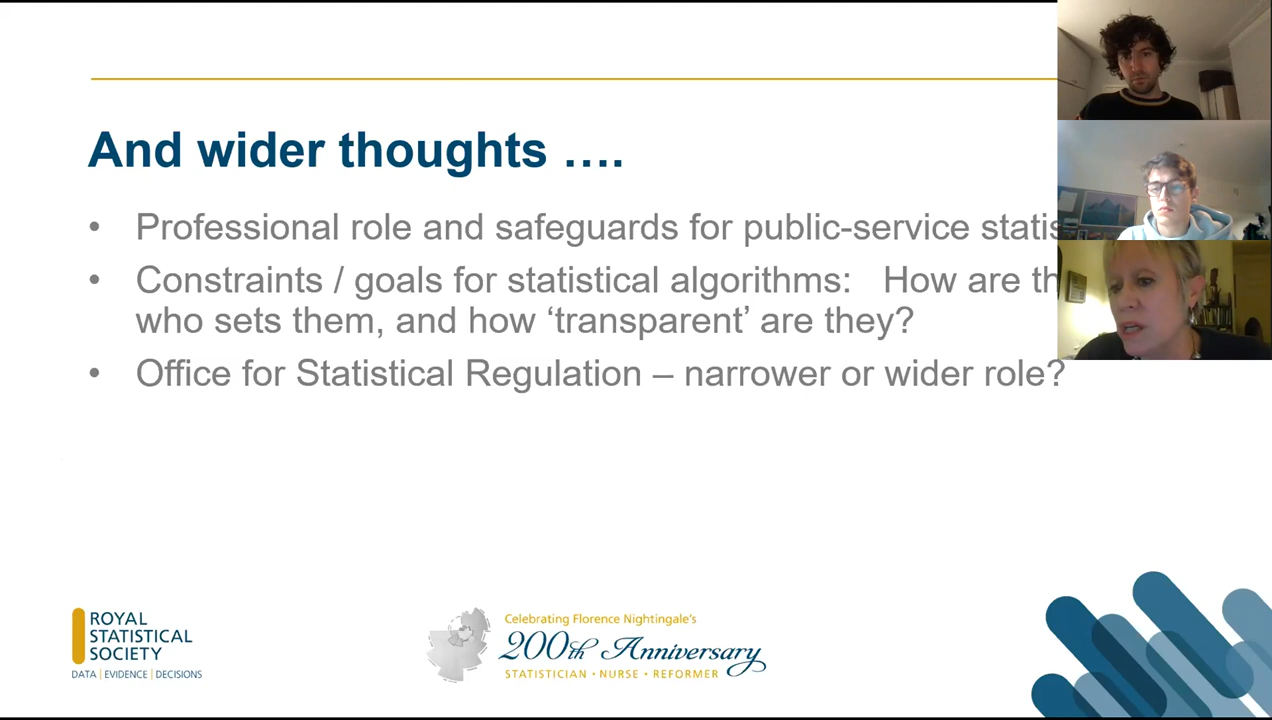 And wider thoughts ….
• Professional role and safeguards for public-service
• Constraints / goals for statistical algorithms: How are
who sets them, and how ‘transparent’ are they?
• Office for Statistical Regulation – narrower or wider role?
ROYAL
STATISTICAL
SOCIETY
DATA | EVIDENCE | DECISIONS
Celebrating Florence Nightingale's
200th Anniversary
STATISTICIAN • NURSE • REFORMER